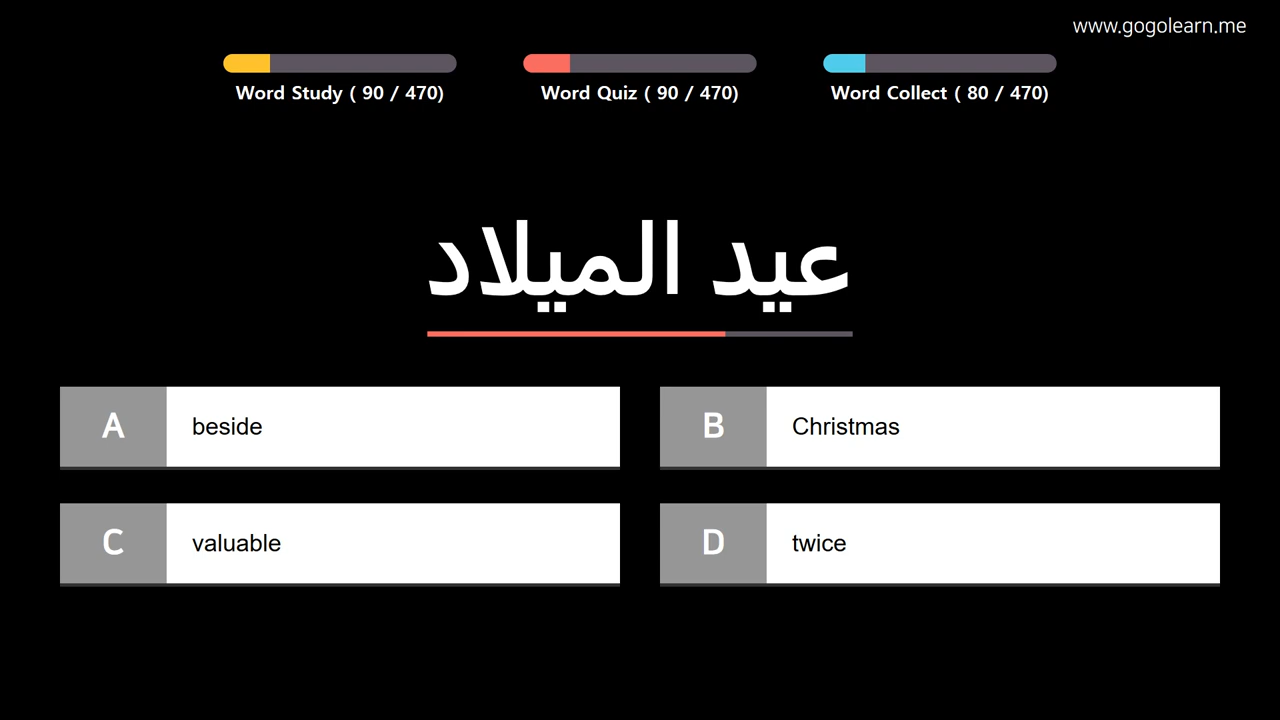 www.gogolearn.me
Word Study ( 90 / 470)
Word Quiz ( 90 / 470)
Word Collect ( 80 / 470)
عيد الميلاد
A beside
B Christmas
C valuable
D twice